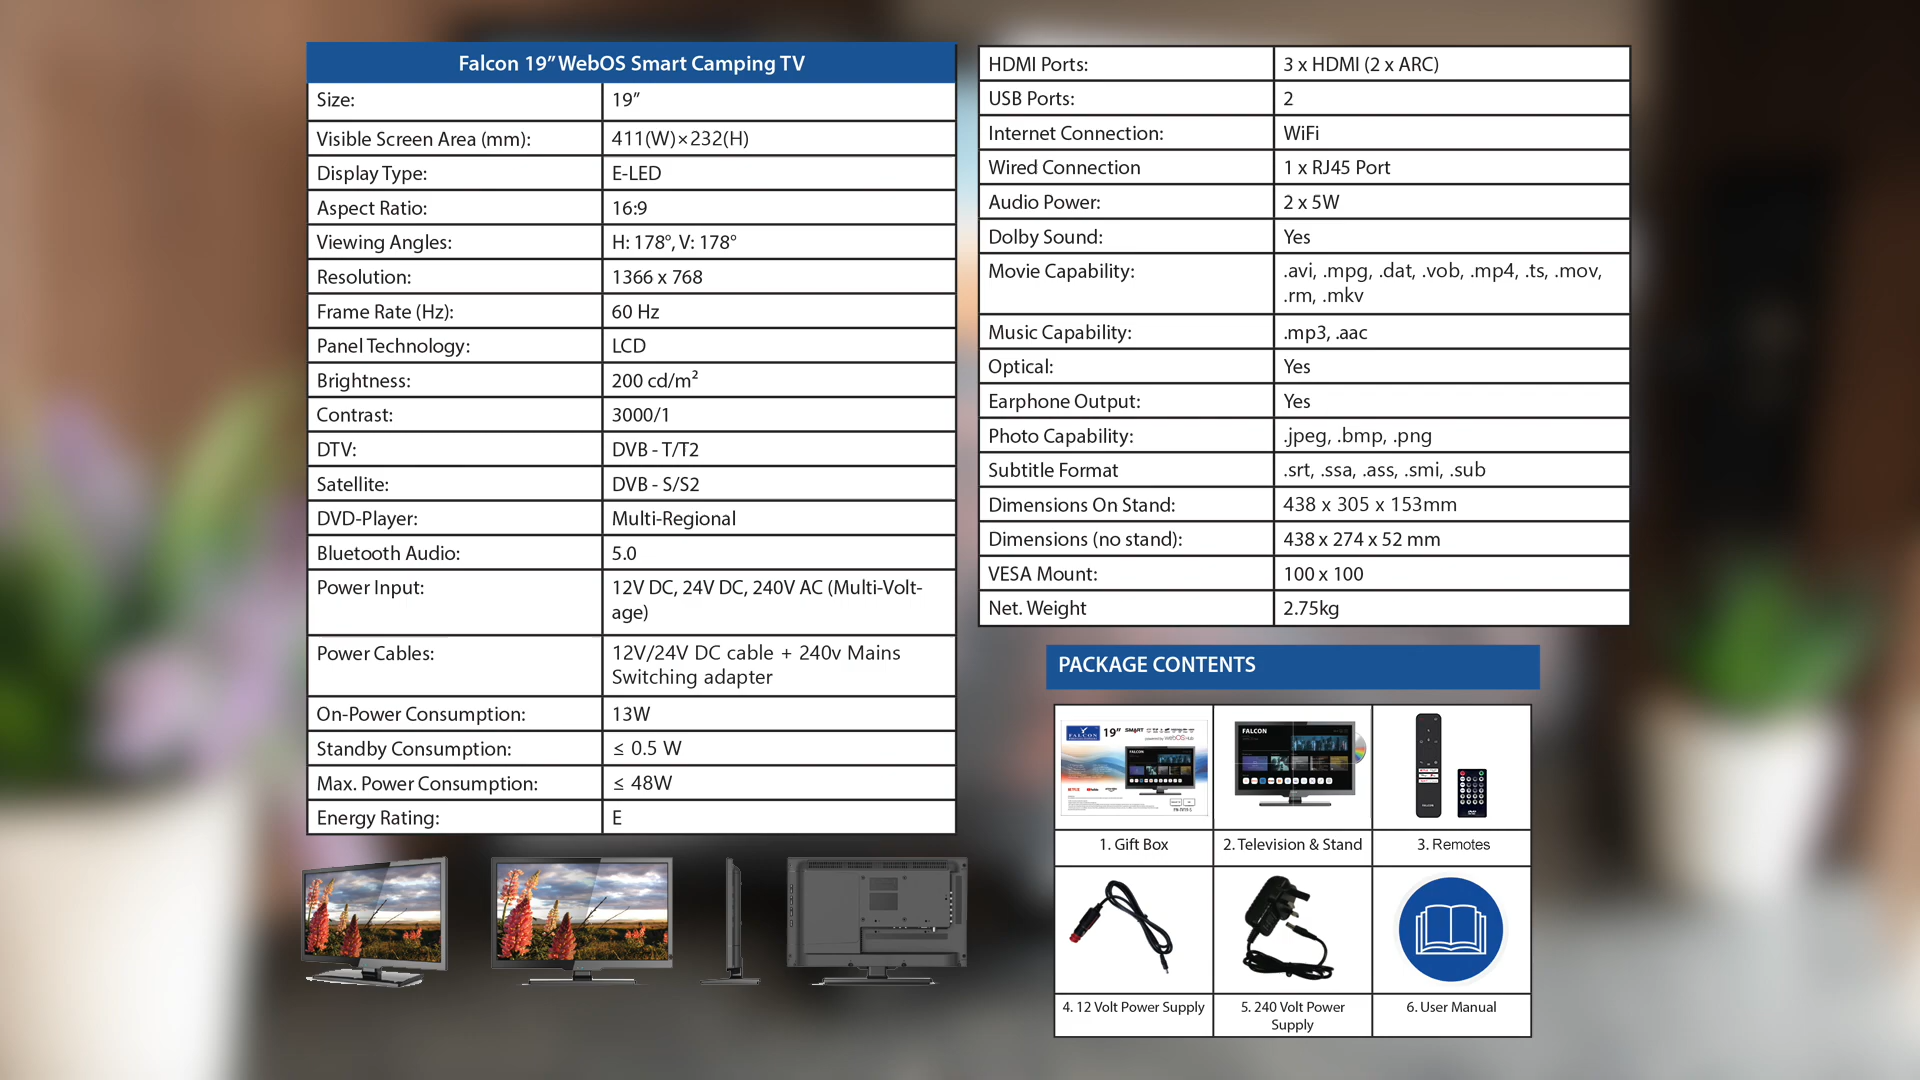 Falcon 19” WebOS Smart Camping TV
Size: 19”
Visible Screen Area (mm): 411(W)×232(H)
Display Type: E-LED
Aspect Ratio: 16:9
Viewing Angles: H: 178°, V: 178°
Resolution: 1366 x 768
Frame Rate (Hz): 60 Hz
Panel Technology: LCD
Brightness: 200 cd/m²
Contrast: 3000/1
DTV: DVB - T/T2
Satellite: DVB - S/S2
DVD-Player: Multi-Regional
Bluetooth Audio: 5.0
Power Input: 12V DC, 24V DC, 240V AC (Multi-Volt-
age)
Power Cables: 12V/24V DC cable + 240v Mains
Switching adapter
On-Power Consumption: 13W
Standby Consumption: ≤ 0.5 W
Max. Power Consumption: ≤ 48W
Energy Rating: E
HDMI Ports: 3 x HDMI (2 x ARC)
USB Ports: 2
Internet Connection: WiFi
Wired Connection 1 x RJ45 Port
Audio Power: 2 x 5W
Dolby Sound: Yes
Movie Capability: .avi, .mpg, .dat, .vob, .mp4, .ts, .mov,
.rm, .mkv
Music Capability: .mp3, .aac
Optical: Yes
Earphone Output: Yes
Photo Capability: .jpeg, .bmp, .png
Subtitle Format .srt, .ssa, .ass, .smi, .sub
Dimensions On Stand: 438 x 305 x 153mm
Dimensions (no stand): 438 x 274 x 52 mm
VESA Mount: 100 x 100
Net. Weight 2.75kg
PACKAGE CONTENTS
FALCON 19” SMART
powered by webOS Hub
FALCON
NETFLIX YouTube
FALCON
FALCON
1. Gift Box
2. Television & Stand
3. Remotes
4. 12 Volt Power Supply
5. 240 Volt Power
Supply
6. User Manual